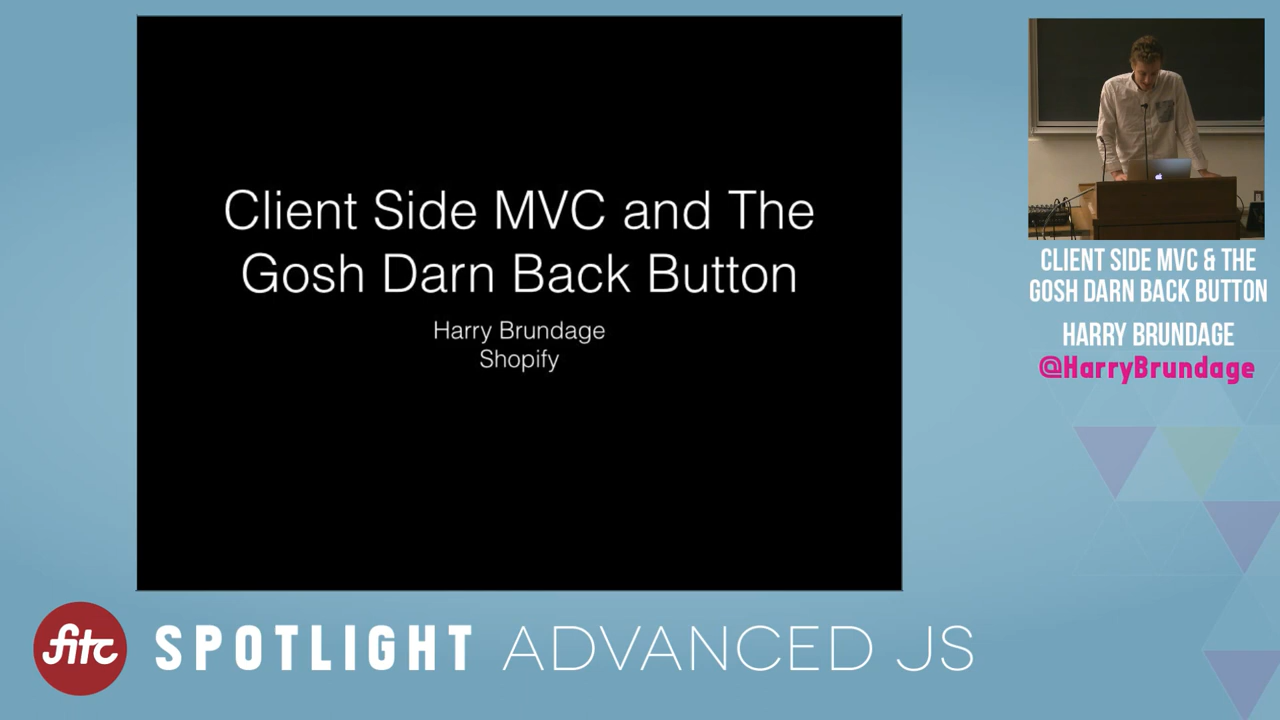 Client Side MVC and The
Gosh Darn Back Button
Harry Brundage
Shopify
CLIENT SIDE MVC & THE
GOSH DARN BACK BUTTON
HARRY BRUNDAGE
@HarryBrundage
fitc SPOTLIGHT ADVANCED JS